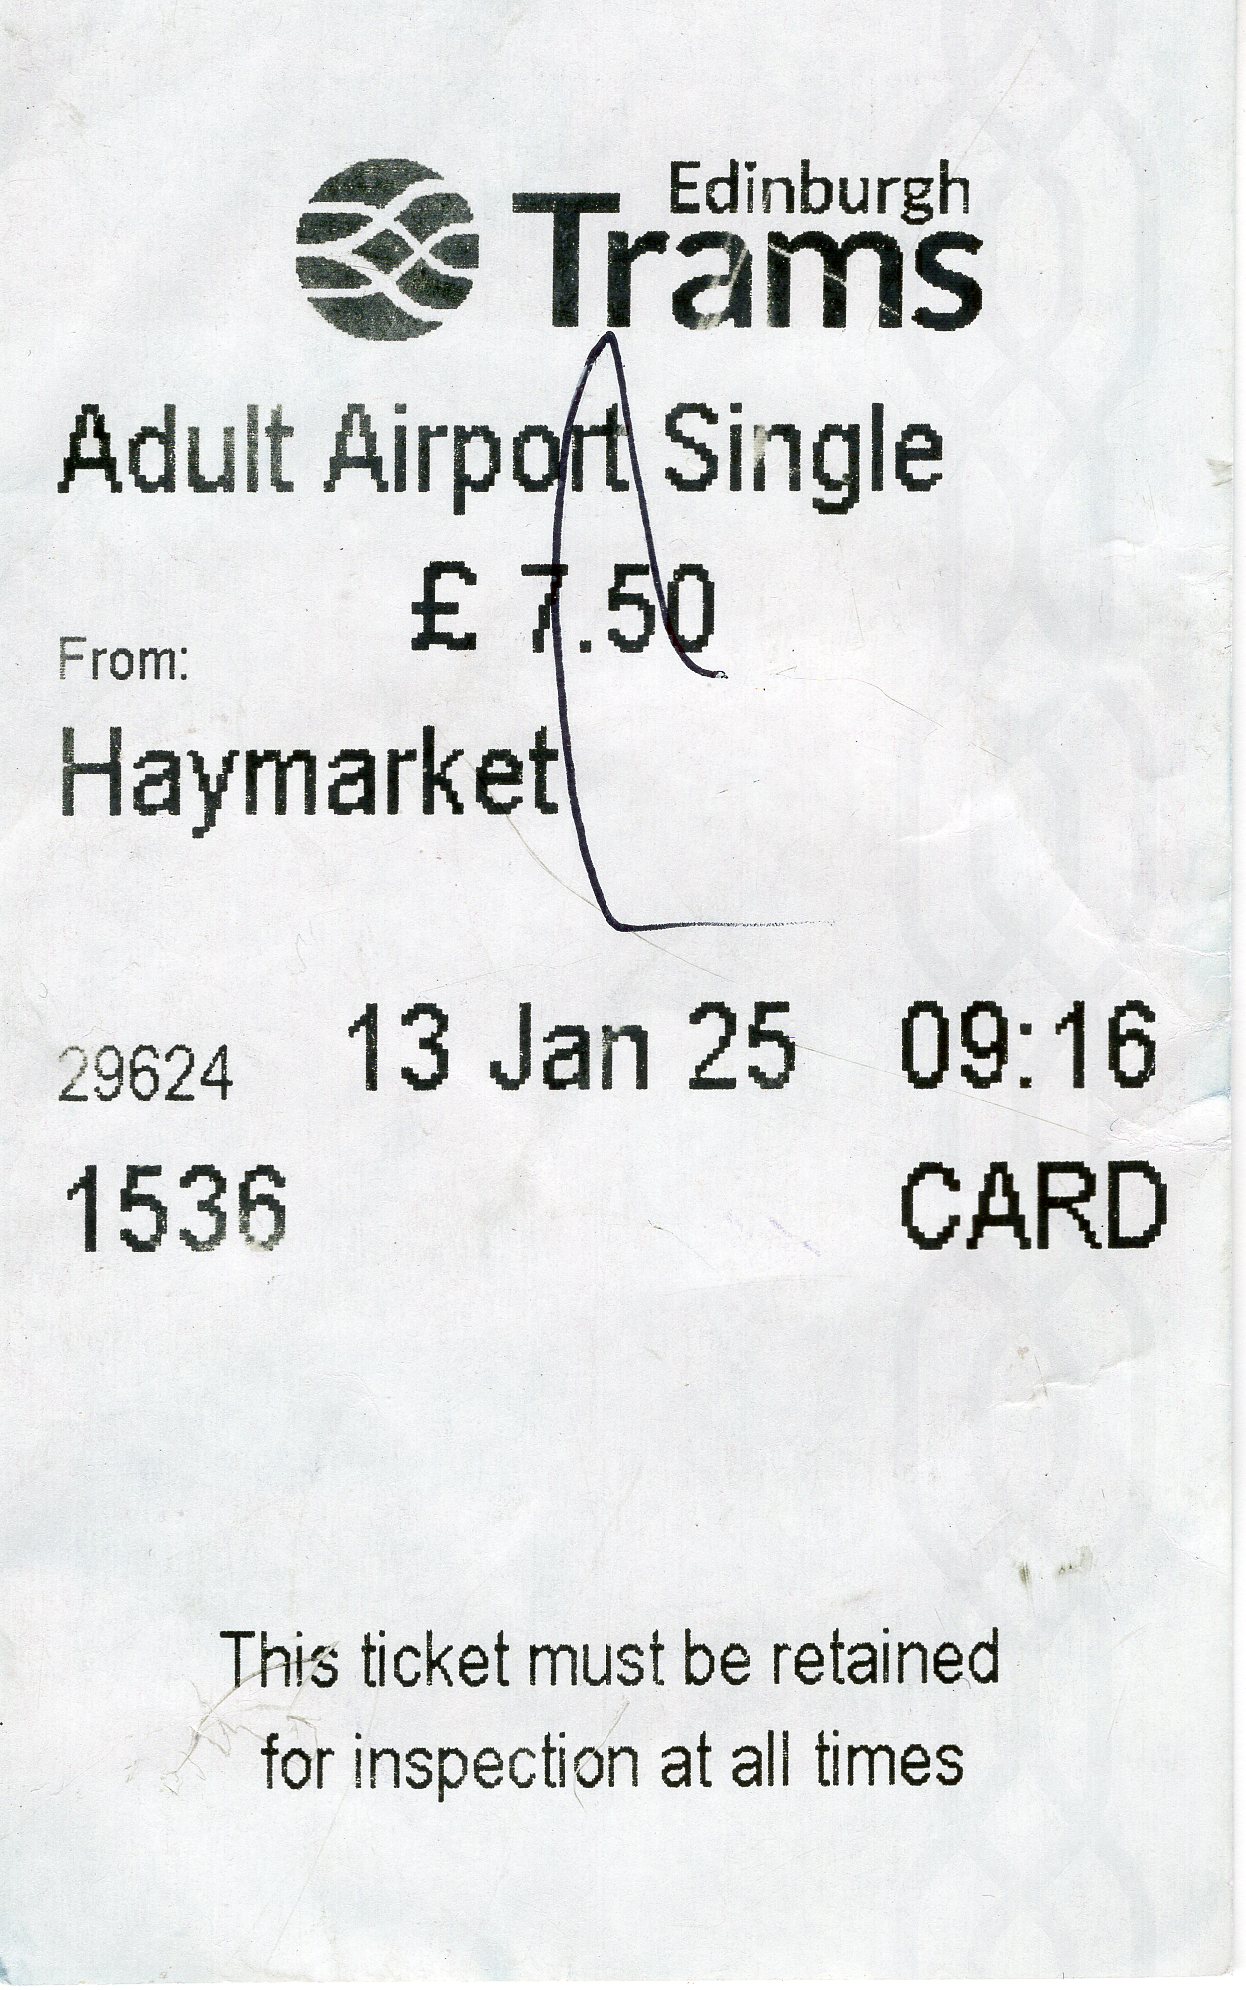 Edinburgh
Trams
Adult Airport Single
£ 7.50
From:
Haymarket
29624 13 Jan 25 09:16
1536 CARD
This ticket must be retained
for inspection at all times